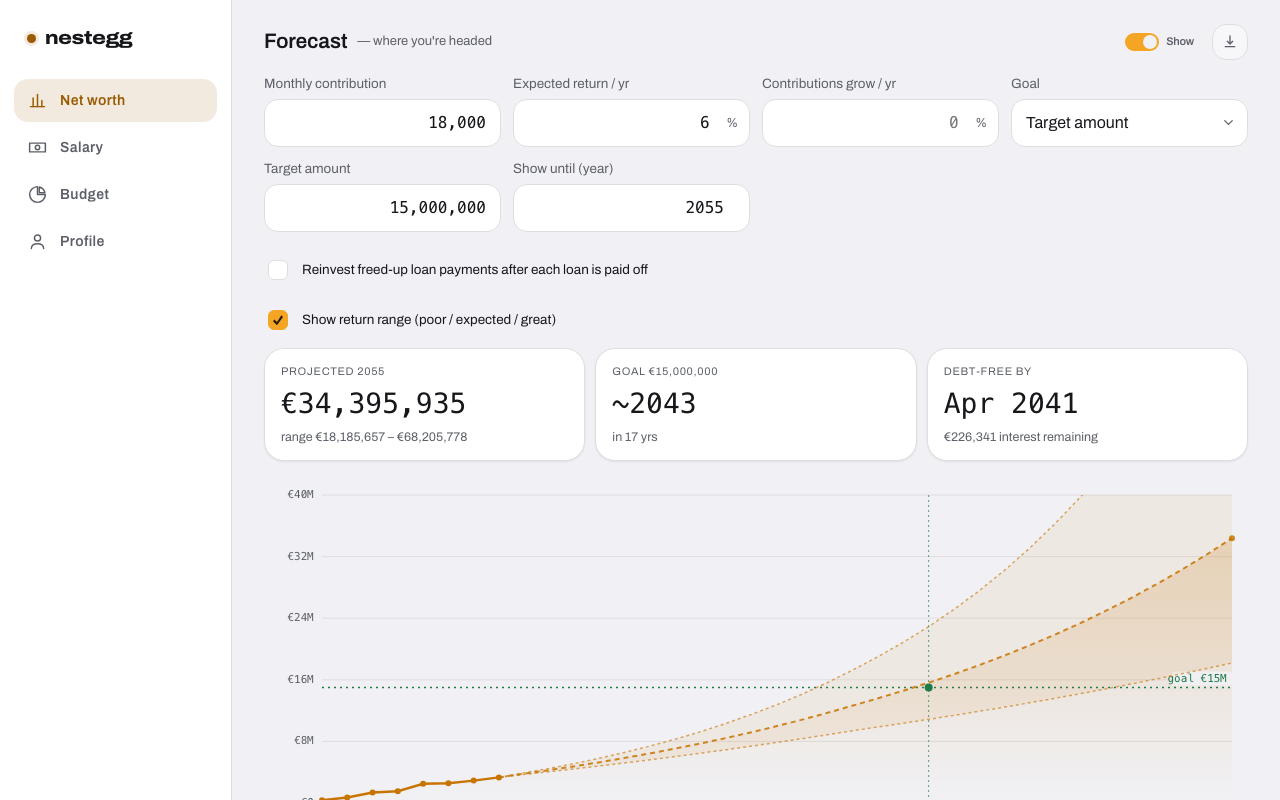 nestegg
Net worth
Salary
Budget
Profile
Forecast — where you're headed
Show
Monthly contribution
Expected return / yr
Contributions grow / yr
Goal
18,000
6 %
0 %
Target amount
Target amount
Show until (year)
15,000,000
2055
Reinvest freed-up loan payments after each loan is paid off
Show return range (poor / expected / great)
PROJECTED 2055
€34,395,935
range €18,185,657 – €68,205,778
GOAL €15,000,000
~2043
in 17 yrs
DEBT-FREE BY
Apr 2041
€226,341 interest remaining
€40M
€32M
€24M
€16M
goal €15M
€8M